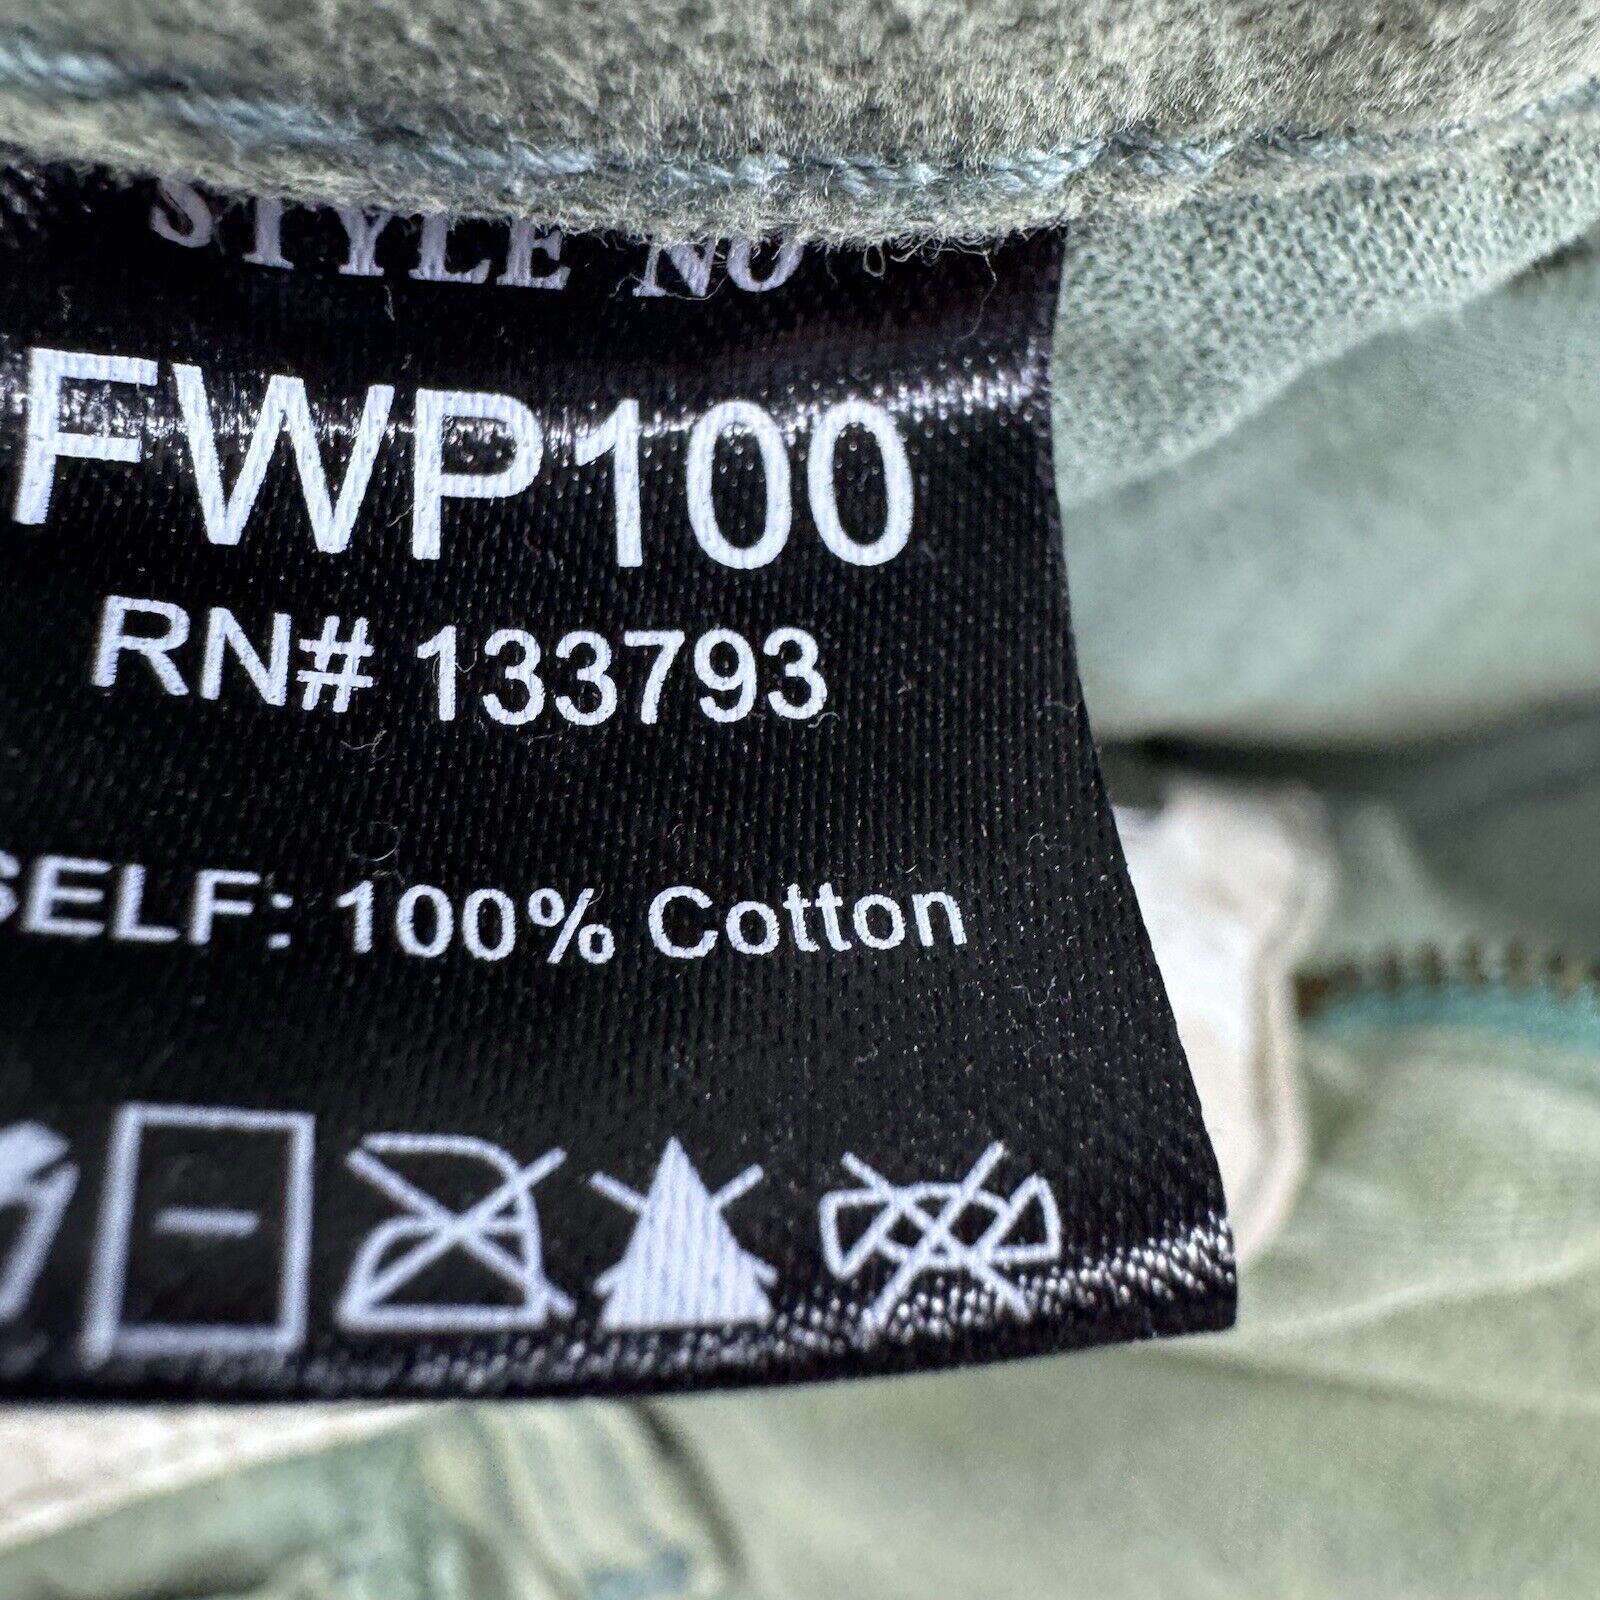 STYLE NO
FWP100
RN# 133793
SELF: 100% Cotton